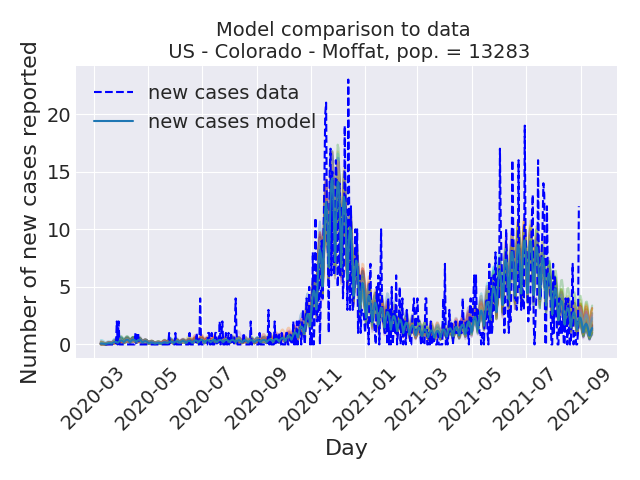 Model comparison to data
US - Colorado - Moffat, pop. = 13283
Number of new cases reported
new cases data
new cases model
20
15
10
5
0
2020-03
2020-05
2020-07
2020-09
2020-11
2021-01
2021-03
2021-05
2021-07
2021-09
Day